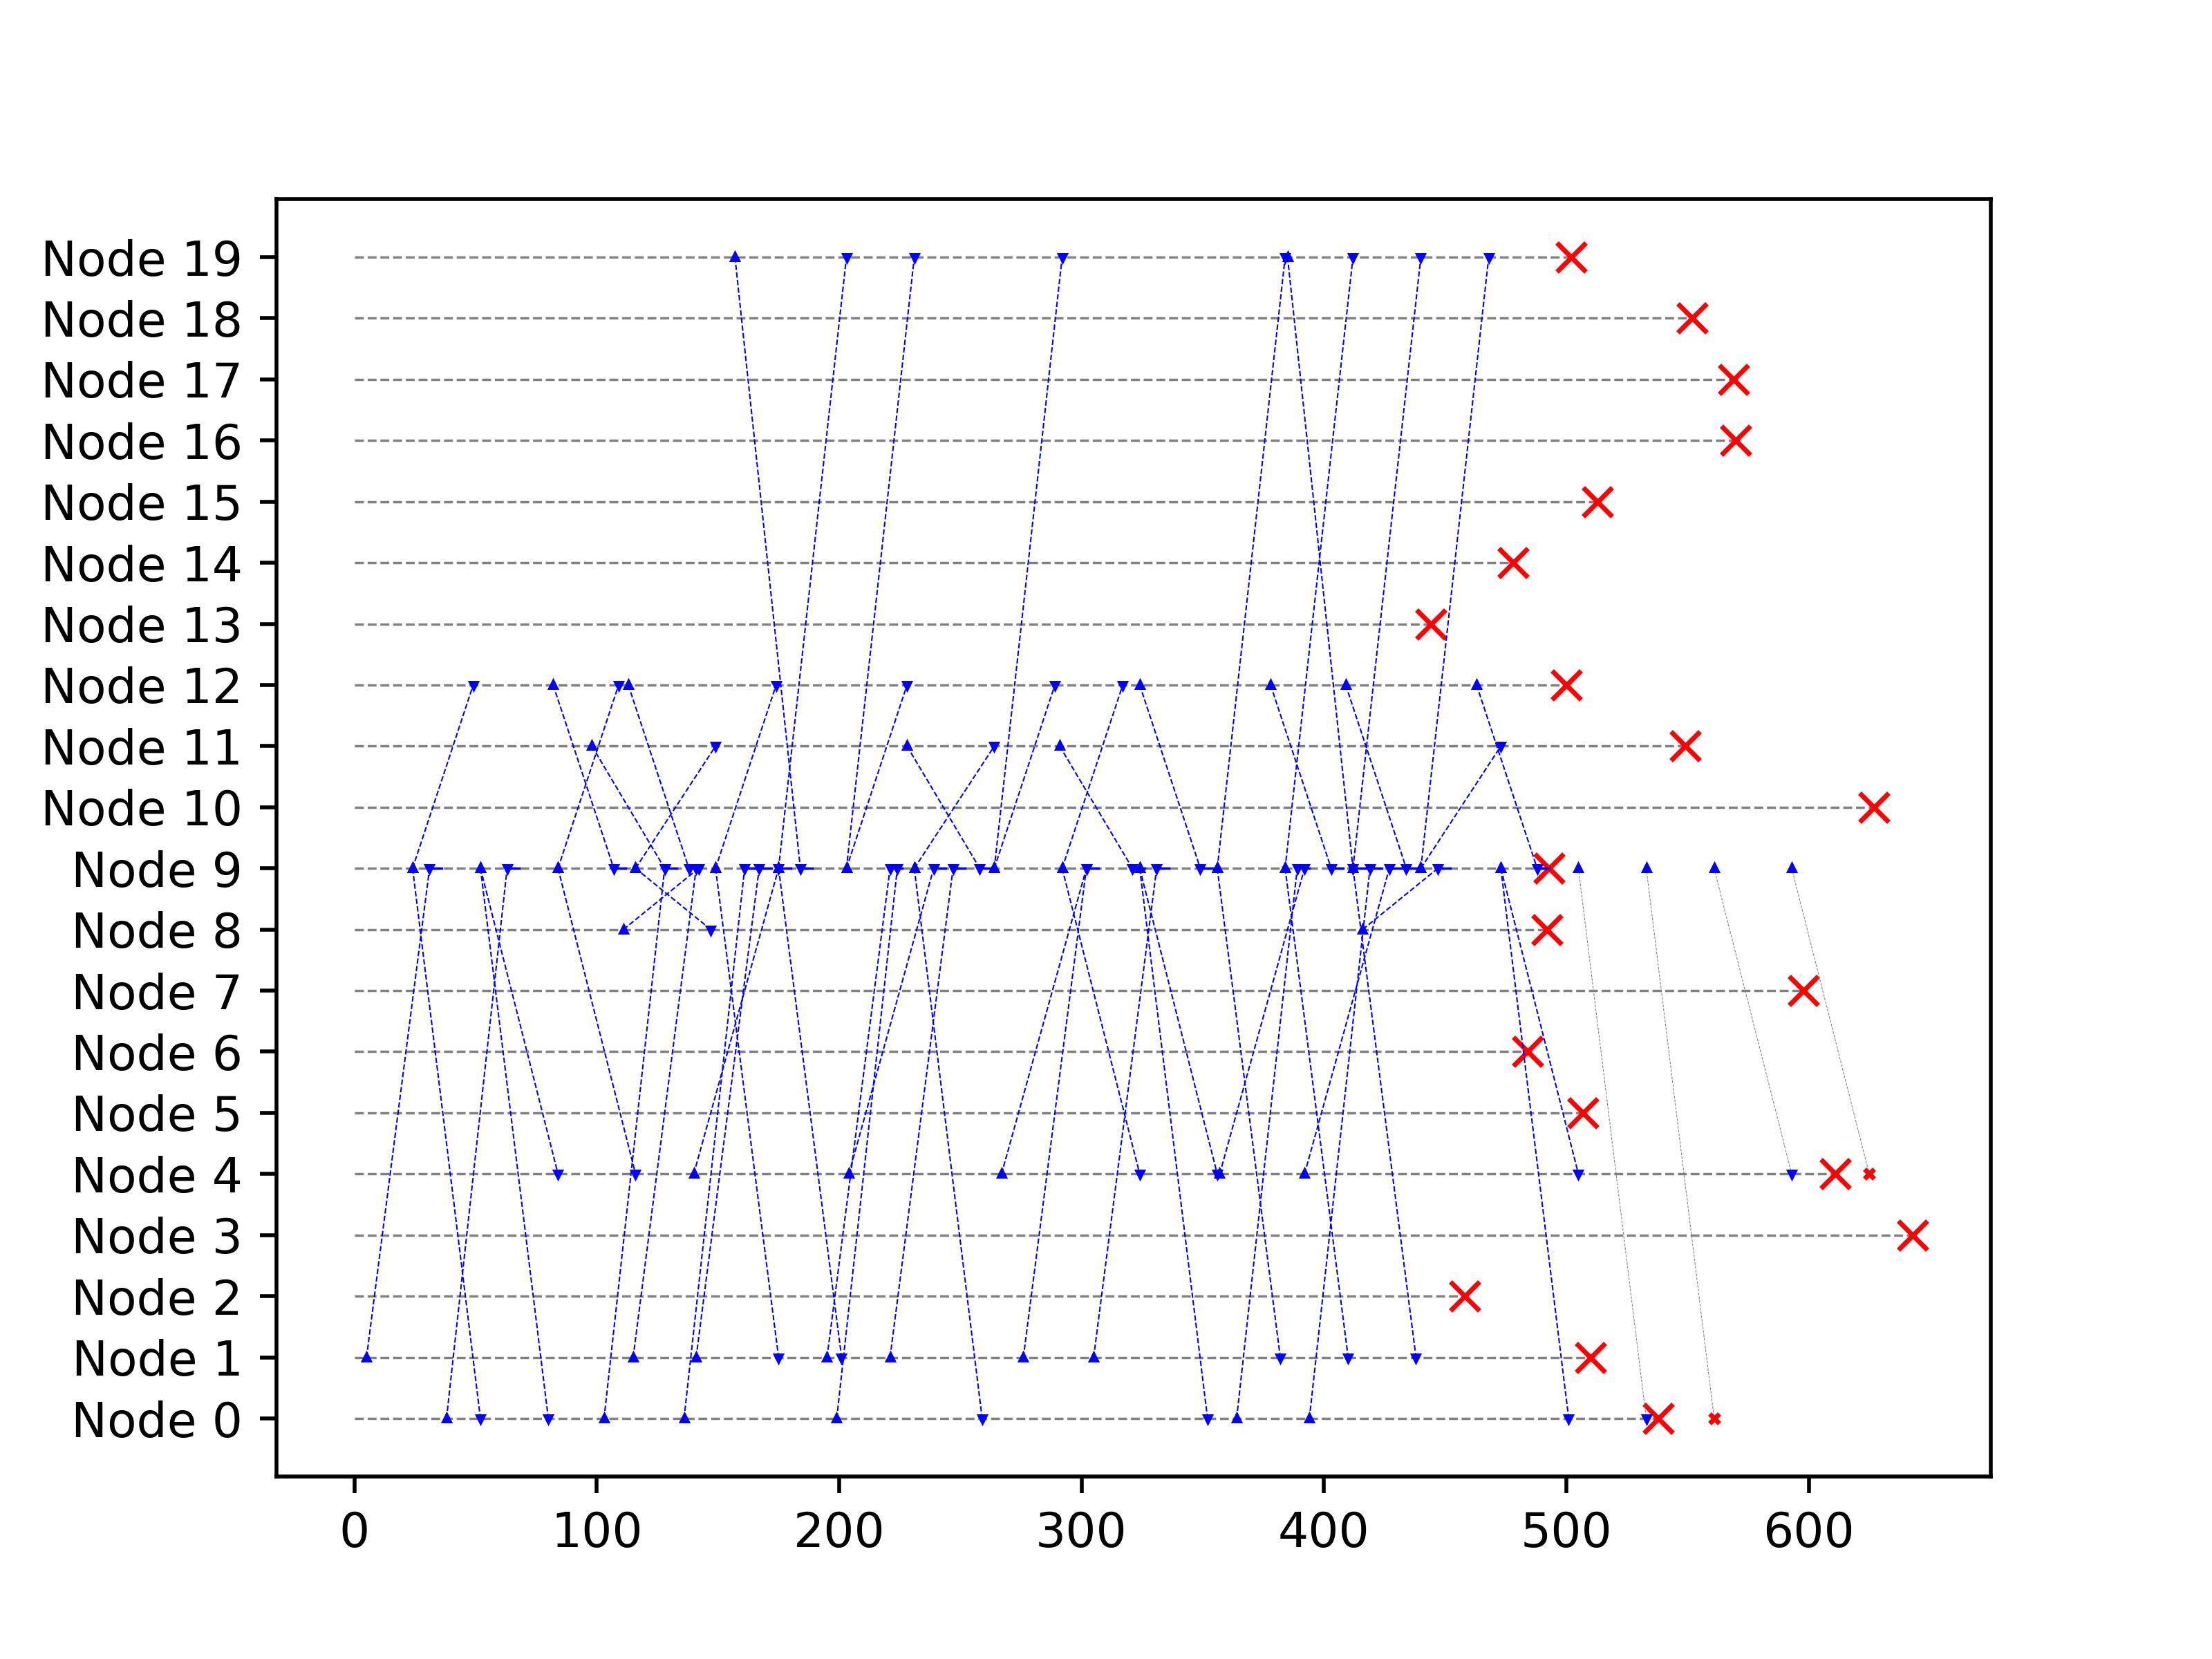 Node 19
Node 18
Node 17
Node 16
Node 15
Node 14
Node 13
Node 12
Node 11
Node 10
Node 9
Node 8
Node 7
Node 6
Node 5
Node 4
Node 3
Node 2
Node 1
Node 0
0 100 200 300 400 500 600